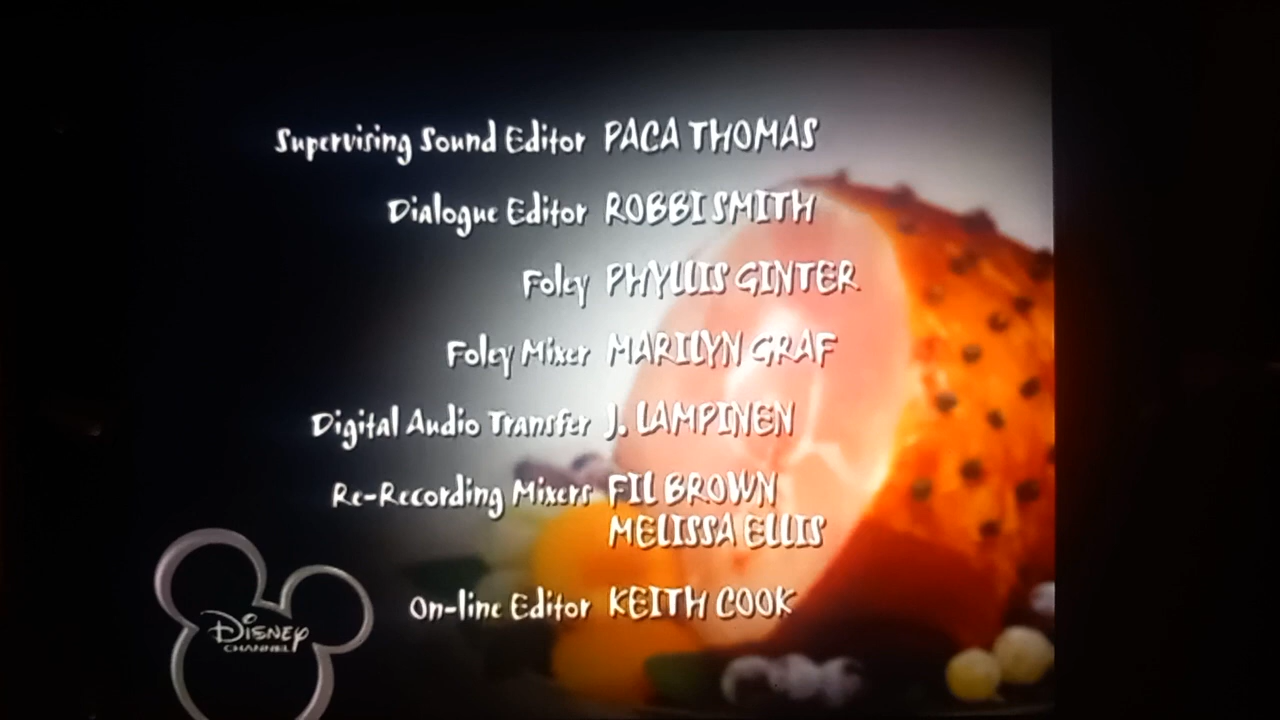 Supervising Sound Editor PACA THOMAS
Dialogue Editor ROBBI SMITH
Foley PHYLLIS GINTER
Foley Mixer MARILYN GRAF
Digital Audio Transfer J. LAMPINEN
Re-Recording Mixers FIL BROWN
MELISSA ELLIS
On-line Editor KEITH COOK
DISNEY
CHANNEL